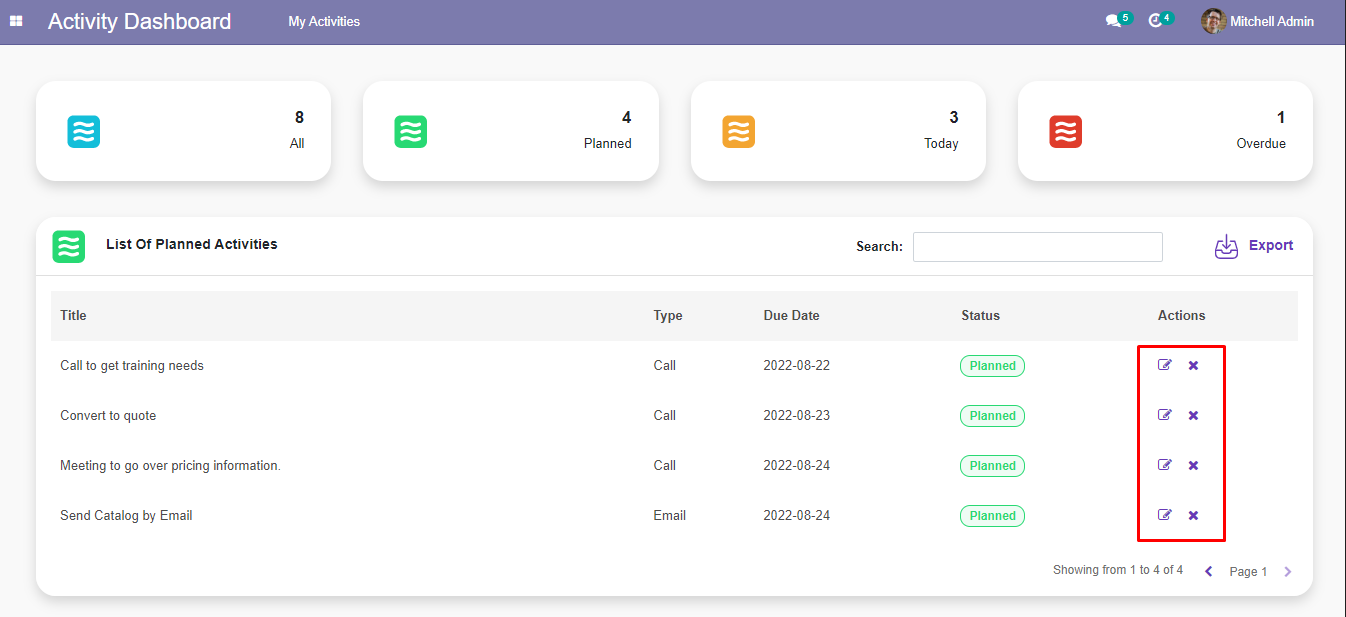 Activity Dashboard My Activities 5 4 Mitchell Admin
8 4 3 1
All Planned Today Overdue
List Of Planned Activities Search: Export
Title Type Due Date Status Actions
Call to get training needs Call 2022-08-22 Planned
Convert to quote Call 2022-08-23 Planned
Meeting to go over pricing information. Call 2022-08-24 Planned
Send Catalog by Email Email 2022-08-24 Planned
Showing from 1 to 4 of 4 Page 1